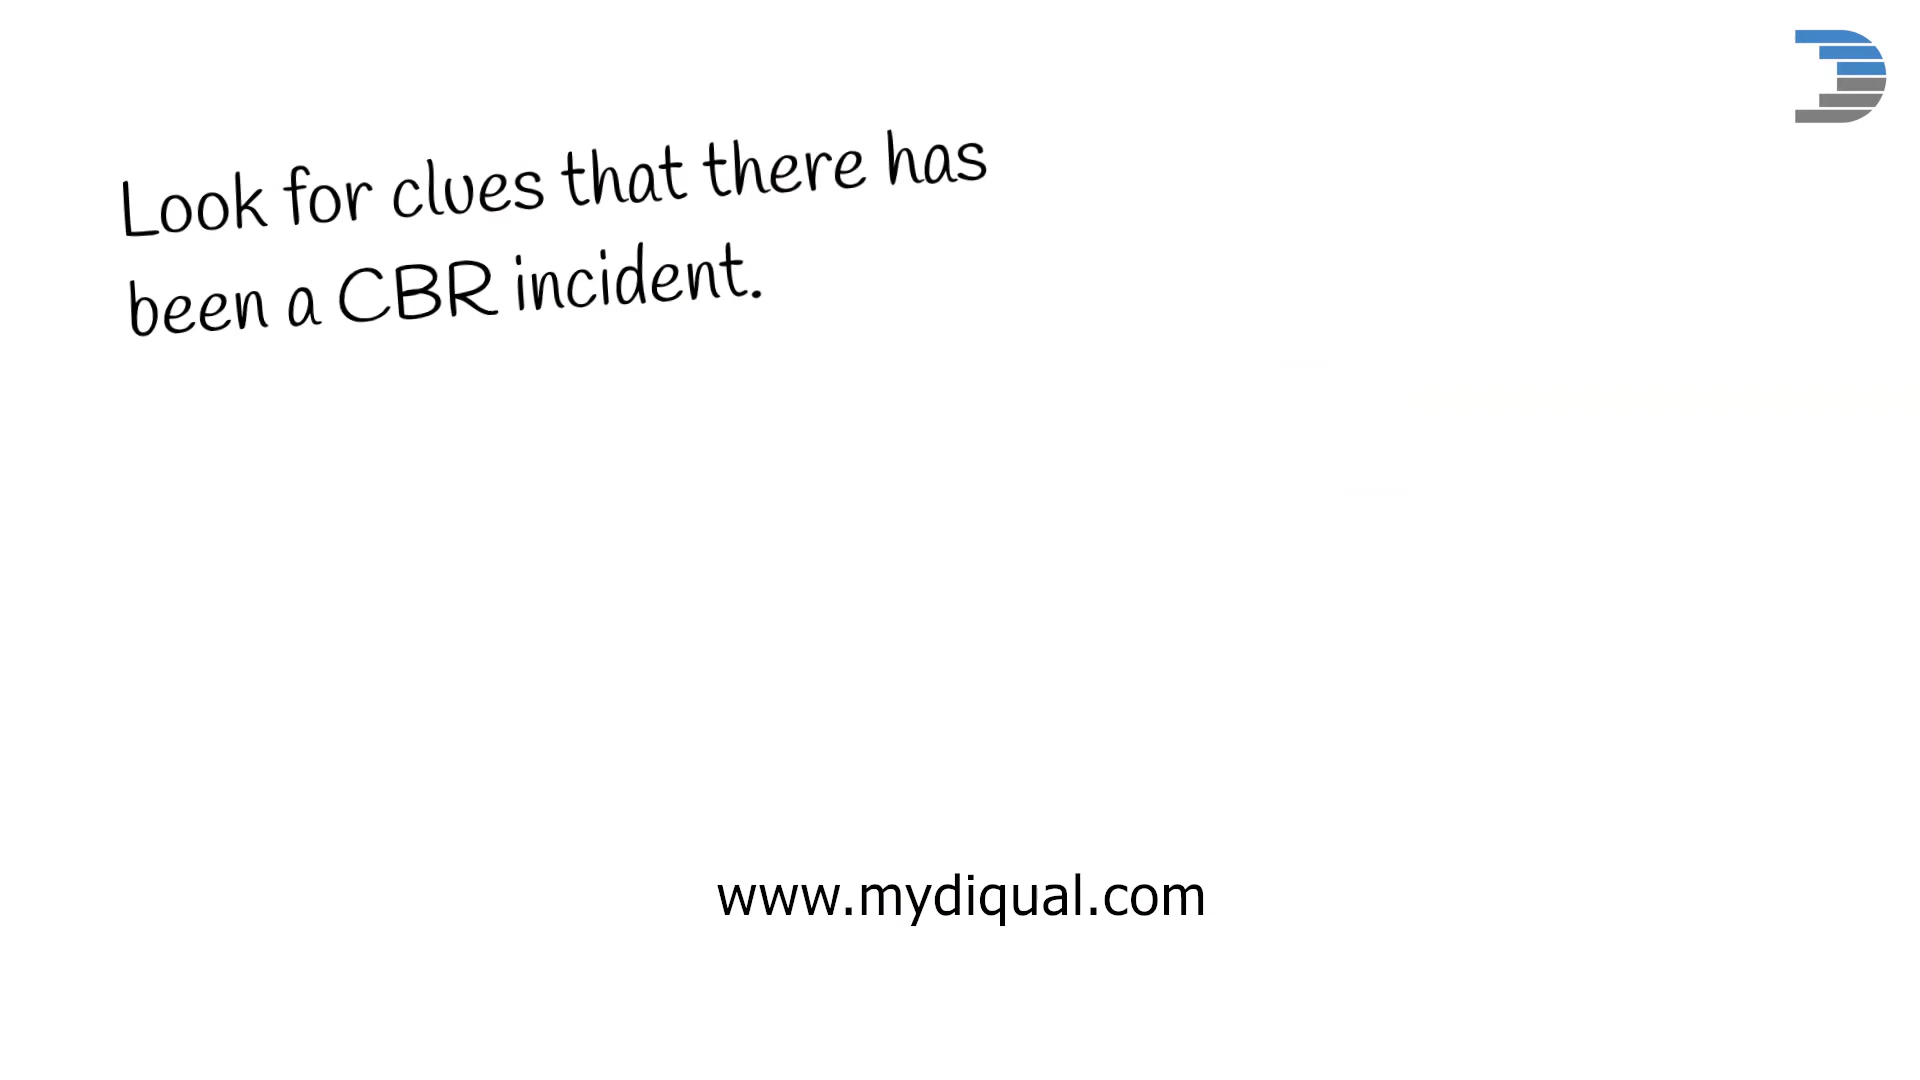 Look for clues that there has
been a CBR incident.
www.mydiqual.com